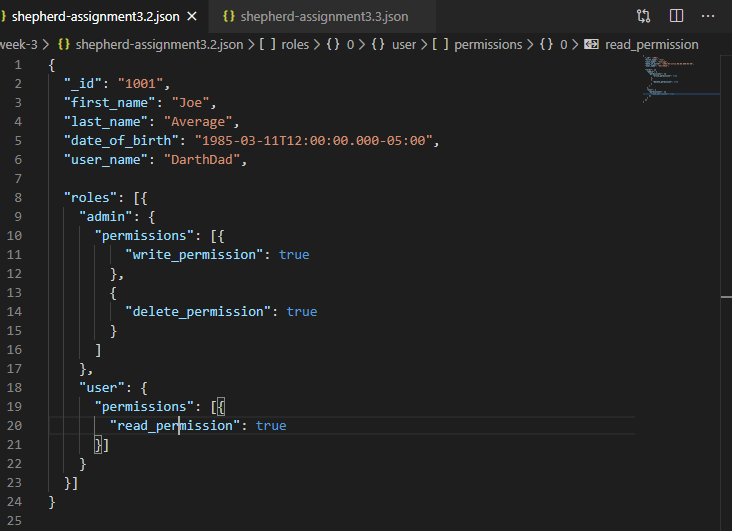 shepherd-assignment3.2.json × {} shepherd-assignment3.3.json ...
week-3 > {} shepherd-assignment3.2.json > [ ] roles > {} 0 > {} user > [ ] permissions > {} 0 > read_permission
1 {
2 "_id": "1001",
3 "first_name": "Joe",
4 "last_name": "Average",
5 "date_of_birth": "1985-03-11T12:00:00.000-05:00",
6 "user_name": "DarthDad",
7
8 "roles": [{
9 "admin": {
10 "permissions": [{
11 "write_permission": true
12 },
13 {
14 "delete_permission": true
15 }
16 ]
17 },
18 "user": {
19 "permissions": [{
20 "read_permission": true
21 }]
22 }
23 }]
24 }
25